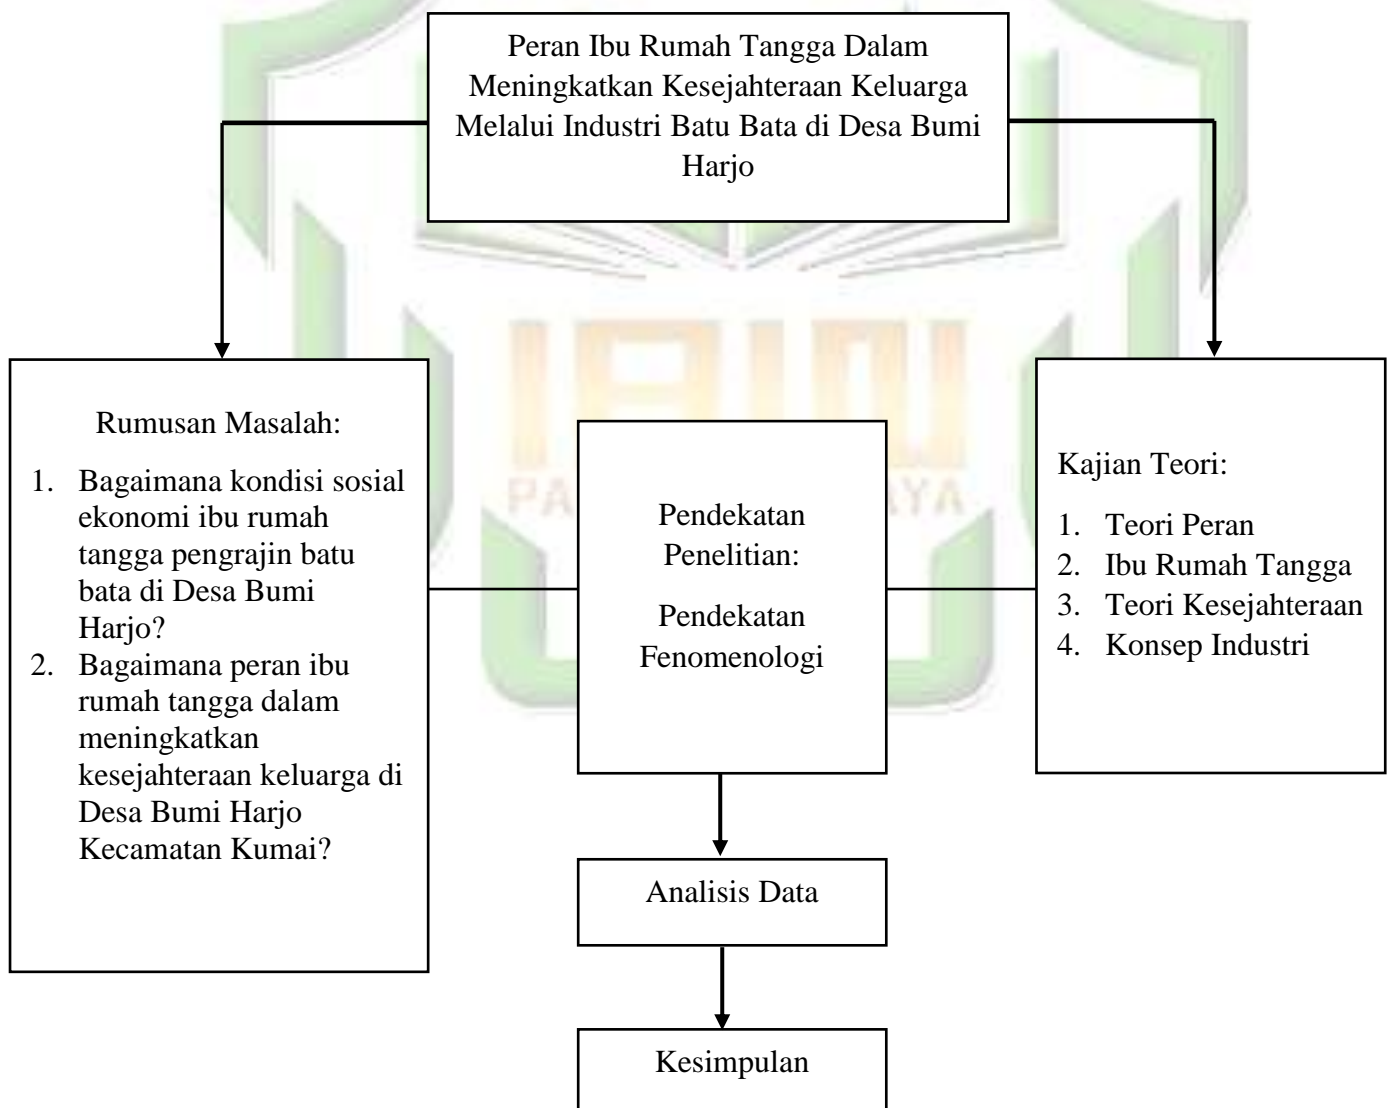 Peran Ibu Rumah Tangga Dalam
Meningkatkan Kesejahteraan Keluarga
Melalui Industri Batu Bata di Desa Bumi
Harjo
Rumusan Masalah:
1. Bagaimana kondisi sosial
ekonomi ibu rumah
tangga pengrajin batu
bata di Desa Bumi
Harjo?
2. Bagaimana peran ibu
rumah tangga dalam
meningkatkan
kesejahteraan keluarga di
Desa Bumi Harjo
Kecamatan Kumai?
Pendekatan
Penelitian:
Pendekatan
Fenomenologi
Kajian Teori:
1. Teori Peran
2. Ibu Rumah Tangga
3. Teori Kesejahteraan
4. Konsep Industri
Analisis Data
Kesimpulan
IAIN
PA AYA